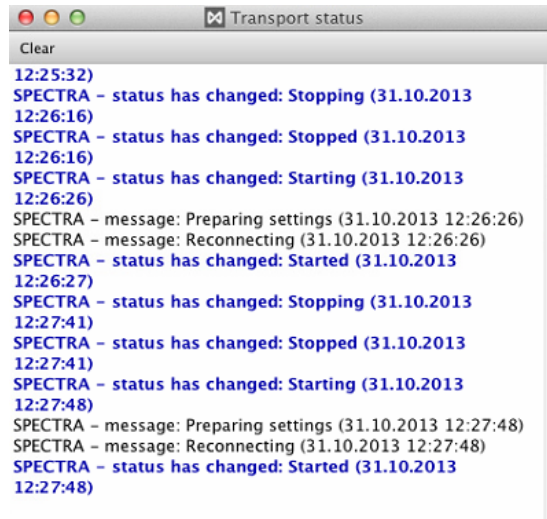 Transport status
Clear
12:25:32)
SPECTRA – status has changed: Stopping (31.10.2013
12:26:16)
SPECTRA – status has changed: Stopped (31.10.2013
12:26:16)
SPECTRA – status has changed: Starting (31.10.2013
12:26:26)
SPECTRA – message: Preparing settings (31.10.2013 12:26:26)
SPECTRA – message: Reconnecting (31.10.2013 12:26:26)
SPECTRA – status has changed: Started (31.10.2013
12:26:27)
SPECTRA – status has changed: Stopping (31.10.2013
12:27:41)
SPECTRA – status has changed: Stopped (31.10.2013
12:27:41)
SPECTRA – status has changed: Starting (31.10.2013
12:27:48)
SPECTRA – message: Preparing settings (31.10.2013 12:27:48)
SPECTRA – message: Reconnecting (31.10.2013 12:27:48)
SPECTRA – status has changed: Started (31.10.2013
12:27:48)